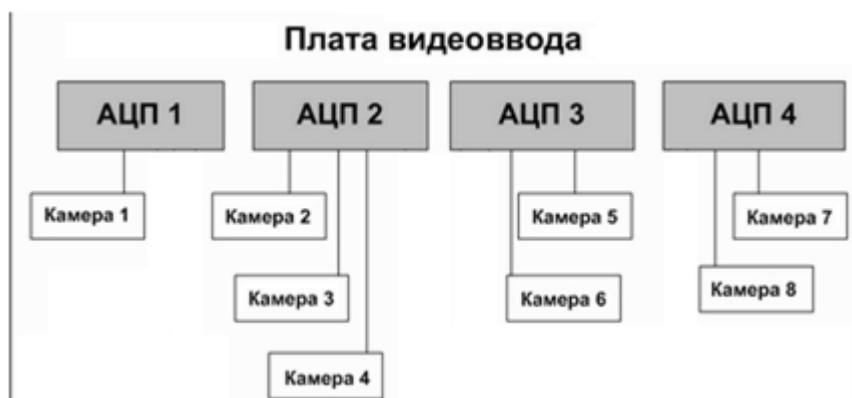 Плата видеоввода
АЦП 1
АЦП 2
АЦП 3
АЦП 4
Камера 1
Камера 2
Камера 5
Камера 7
Камера 3
Камера 6
Камера 8
Камера 4